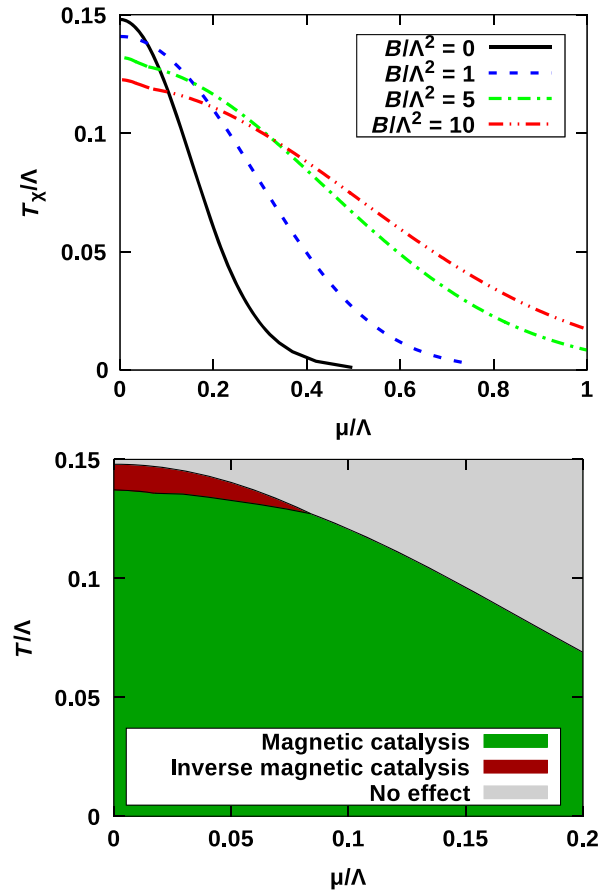 0.15
0.1
0.05
0
T_χ/Λ
B/Λ² = 0
B/Λ² = 1
B/Λ² = 5
B/Λ² = 10
0 0.2 0.4 0.6 0.8 1
μ/Λ
0.15
0.1
0.05
0
T/Λ
Magnetic catalysis
Inverse magnetic catalysis
No effect
0 0.05 0.1 0.15 0.2
μ/Λ